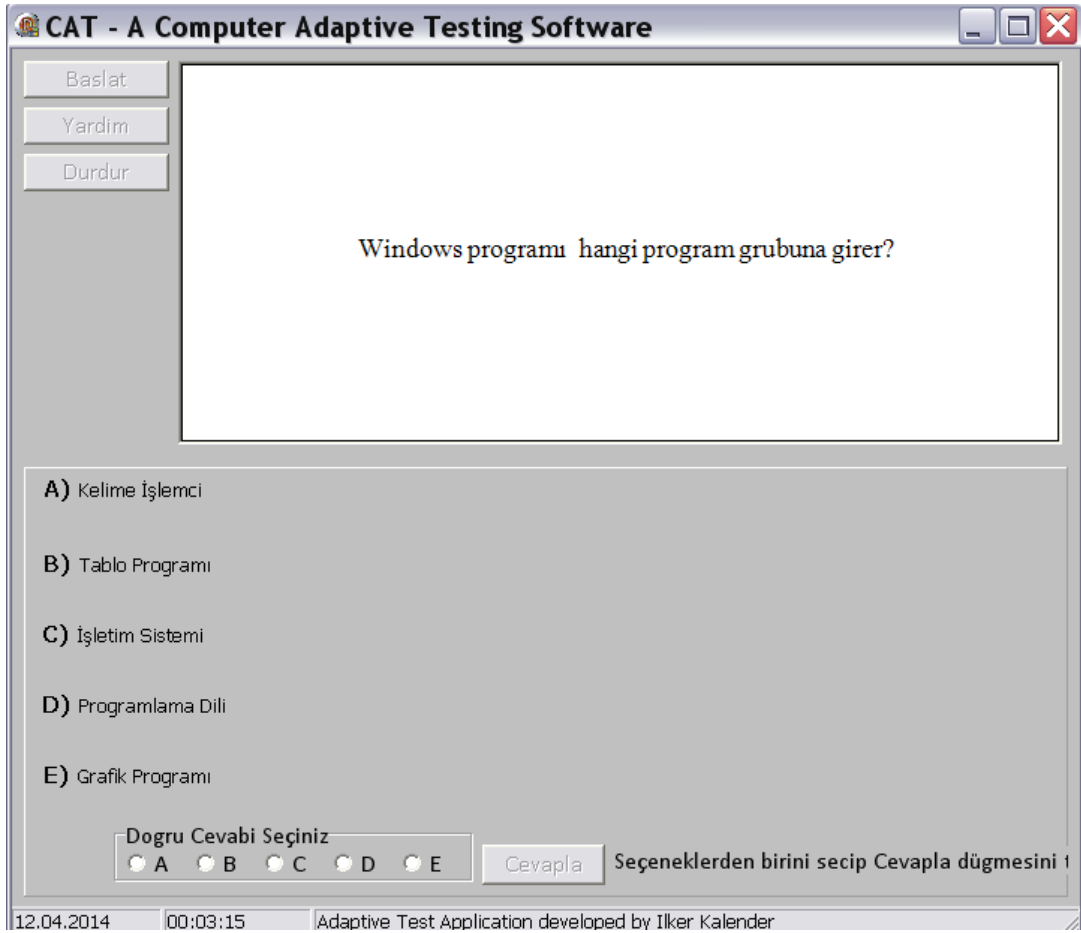 CAT - A Computer Adaptive Testing Software
Baslat
Yardim
Durdur
Windows programı hangi program grubuna girer?
A) Kelime İşlemci
B) Tablo Programı
C) İşletim Sistemi
D) Programlama Dili
E) Grafik Programı
Dogru Cevabi Seçiniz
A B C D E
Cevapla
Seçeneklerden birini secip Cevapla dügmesini t
12.04.2014 00:03:15 Adaptive Test Application developed by Ilker Kalender